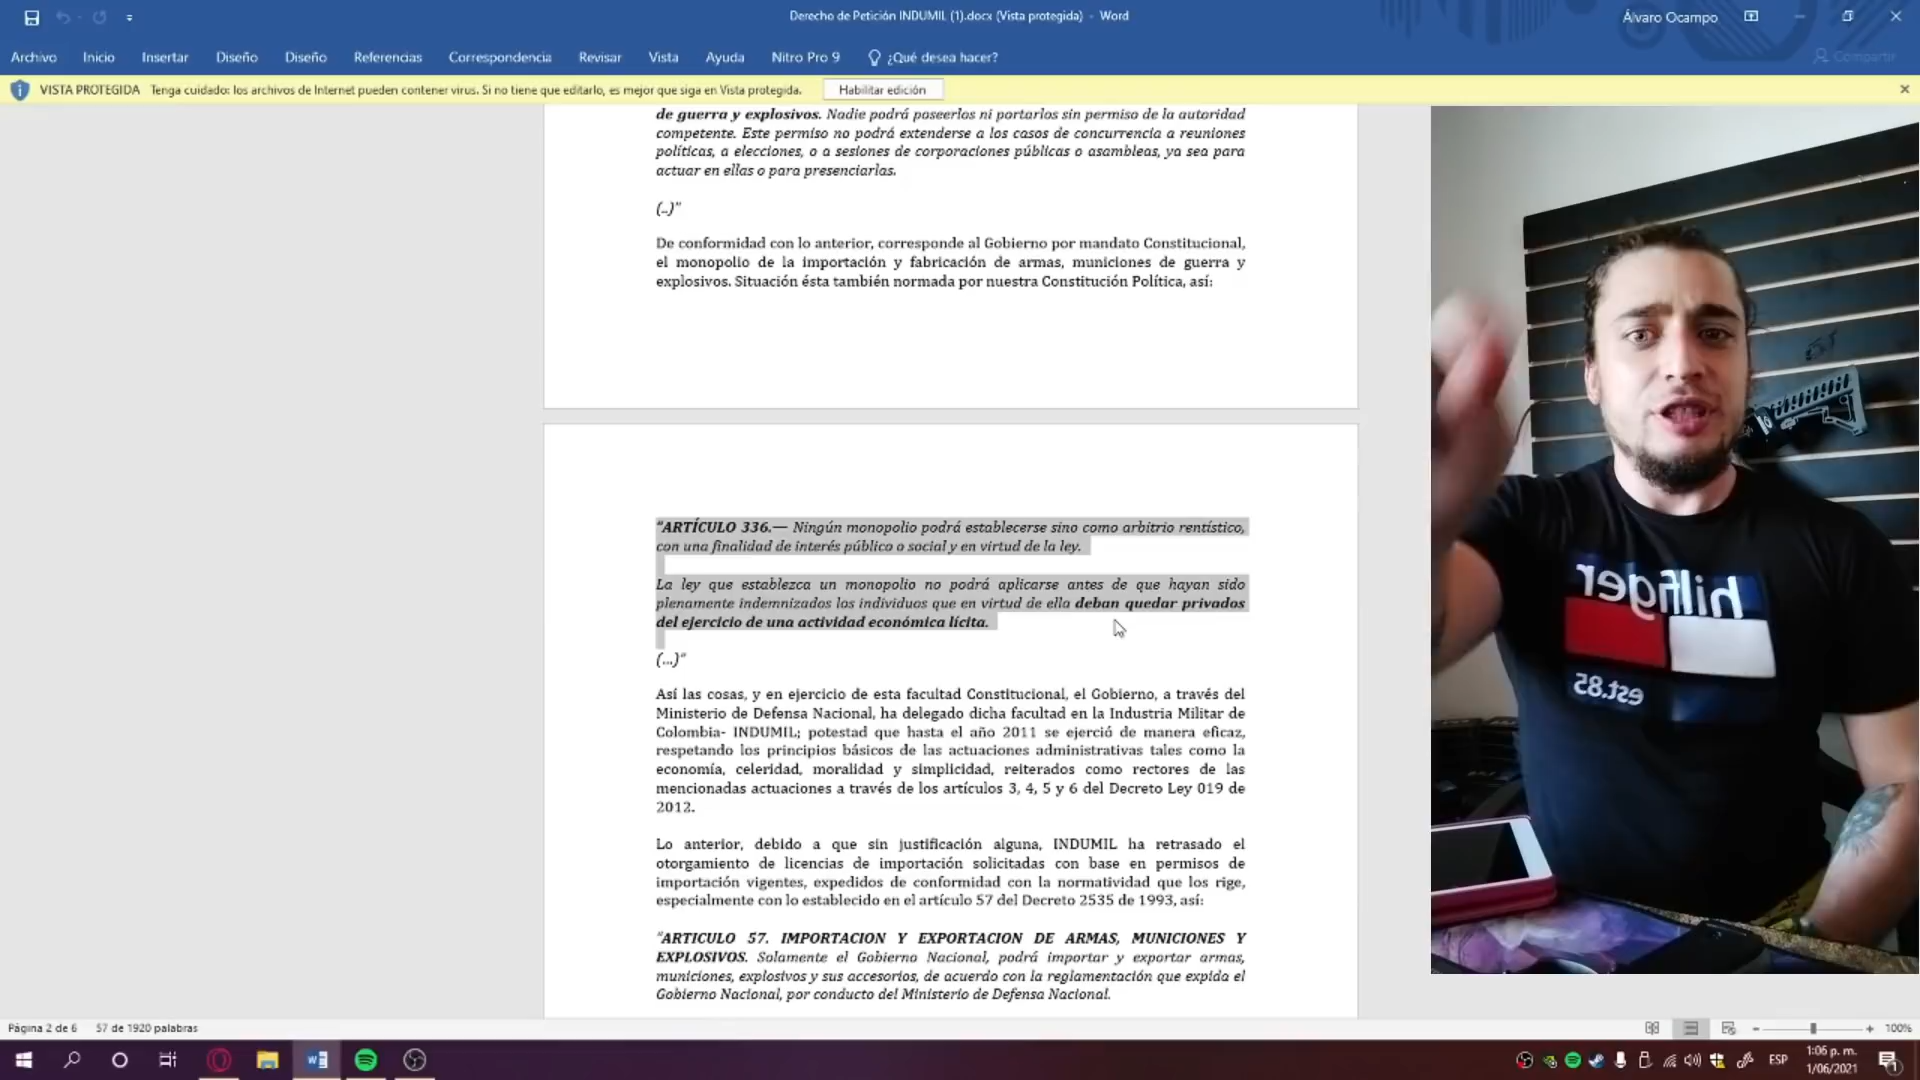 Derecho de Petición INDUMIL (1).docx (Vista protegida) - Word
Álvaro Ocampo
Archivo Inicio Insertar Diseño Diseño Referencias Correspondencia Revisar Vista Ayuda Nitro Pro 9 ¿Qué desea hacer? Compartir
VISTA PROTEGIDA Tenga cuidado: los archivos de Internet pueden contener virus. Si no tiene que editarlo, es mejor que siga en Vista protegida. Habilitar edición
de guerra y explosivos. Nadie podrá poseerlos ni portarlos sin permiso de la autoridad
competente. Este permiso no podrá extenderse a los casos de concurrencia a reuniones
políticas, a elecciones, o a sesiones de corporaciones públicas o asambleas, ya sea para
actuar en ellas o para presenciarlas.
(..)"
De conformidad con lo anterior, corresponde al Gobierno por mandato Constitucional,
el monopolio de la importación y fabricación de armas, municiones de guerra y
explosivos. Situación ésta también normada por nuestra Constitución Política, así:
"ARTÍCULO 336.— Ningún monopolio podrá establecerse sino como arbitrio rentístico,
con una finalidad de interés público o social y en virtud de la ley.
La ley que establezca un monopolio no podrá aplicarse antes de que hayan sido
plenamente indemnizados los individuos que en virtud de ella deban quedar privados
del ejercicio de una actividad económica lícita.
(...)"
Así las cosas, y en ejercicio de esta facultad Constitucional, el Gobierno, a través del
Ministerio de Defensa Nacional, ha delegado dicha facultad en la Industria Militar de
Colombia- INDUMIL; potestad que hasta el año 2011 se ejerció de manera eficaz,
respetando los principios básicos de las actuaciones administrativas tales como la
economía, celeridad, moralidad y simplicidad, reiterados como rectores de las
mencionadas actuaciones a través de los artículos 3, 4, 5 y 6 del Decreto Ley 019 de
2012.
Lo anterior, debido a que sin justificación alguna, INDUMIL ha retrasado el
otorgamiento de licencias de importación solicitadas con base en permisos de
importación vigentes, expedidos de conformidad con la normatividad que los rige,
especialmente con lo establecido en el artículo 57 del Decreto 2535 de 1993, así:
"ARTICULO 57. IMPORTACION Y EXPORTACION DE ARMAS, MUNICIONES Y
EXPLOSIVOS. Solamente el Gobierno Nacional, podrá importar y exportar armas,
municiones, explosivos y sus accesorios, de acuerdo con la reglamentación que expida el
Gobierno Nacional, por conducto del Ministerio de Defensa Nacional.
hilfiger
est.85
Página 2 de 6 57 de 1920 palabras
100%
ESP
1:06 p. m.
1/06/2021